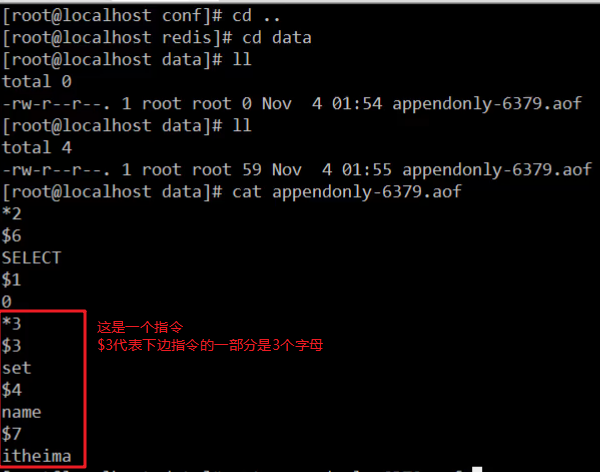 [root@localhost conf]# cd ..
[root@localhost redis]# cd data
[root@localhost data]# ll
total 0
-rw-r--r--. 1 root root 0 Nov  4 01:54 appendonly-6379.aof
[root@localhost data]# ll
total 4
-rw-r--r--. 1 root root 59 Nov  4 01:55 appendonly-6379.aof
[root@localhost data]# cat appendonly-6379.aof
*2
$6
SELECT
$1
0
*3
这是一个指令
$3
$3代表下边指令的一部分是3个字母
set
$4
name
$7
itheima